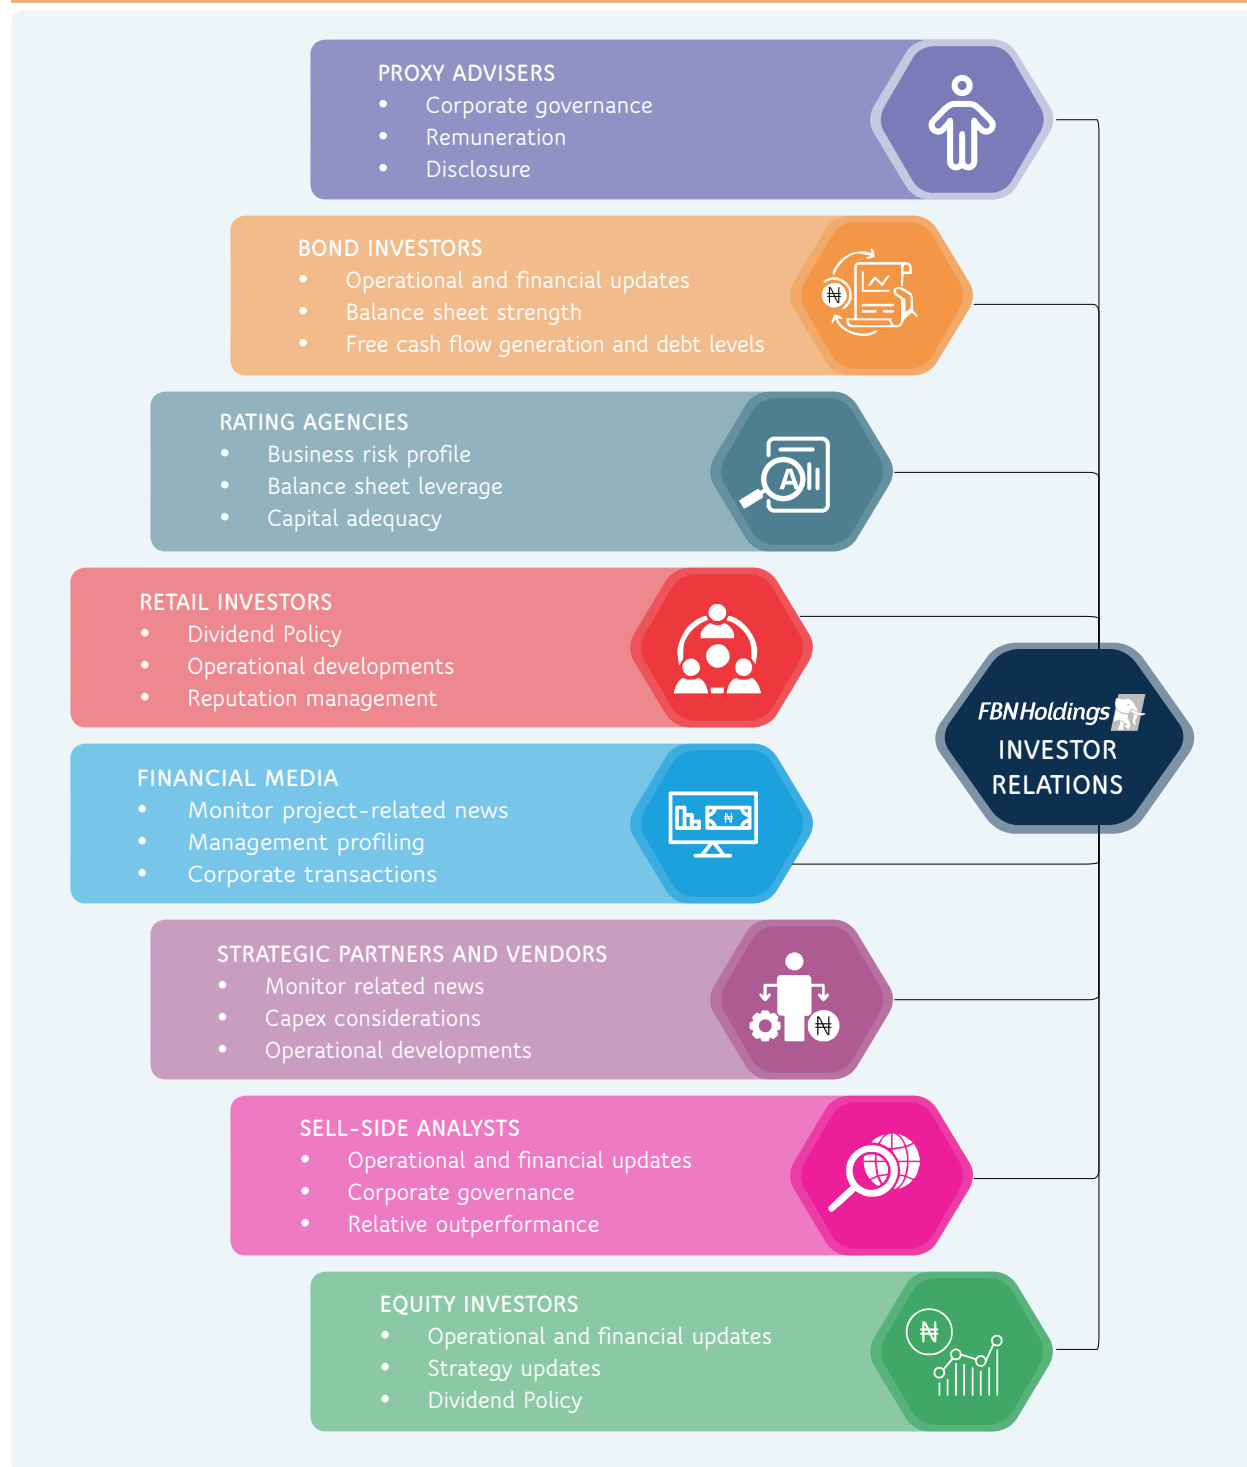 PROXY ADVISERS
• Corporate governance
• Remuneration
• Disclosure
BOND INVESTORS
• Operational and financial updates
• Balance sheet strength
• Free cash flow generation and debt levels
₦
RATING AGENCIES
• Business risk profile
• Balance sheet leverage
• Capital adequacy
A
RETAIL INVESTORS
• Dividend Policy
• Operational developments
• Reputation management
FBNHoldings
INVESTOR
RELATIONS
FINANCIAL MEDIA
• Monitor project-related news
• Management profiling
• Corporate transactions
₦
STRATEGIC PARTNERS AND VENDORS
• Monitor related news
• Capex considerations
• Operational developments
₦
SELL-SIDE ANALYSTS
• Operational and financial updates
• Corporate governance
• Relative outperformance
EQUITY INVESTORS
• Operational and financial updates
• Strategy updates
• Dividend Policy
₦